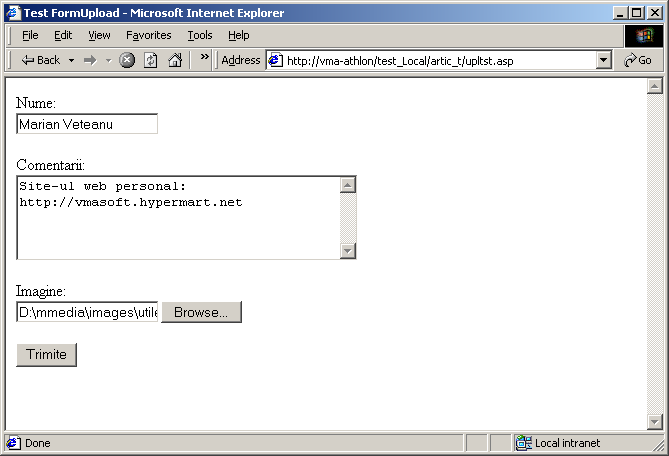 Test FormUpload - Microsoft Internet Explorer
File Edit View Favorites Tools Help
Back » Address http://vma-athlon/test_Local/artic_t/upltst.asp Go
Nume:
Marian Veteanu
Comentarii:
Site-ul web personal:
http://vmasoft.hypermart.net
Imagine:
D:\mmedia\images\utile Browse...
Trimite
Done Local intranet